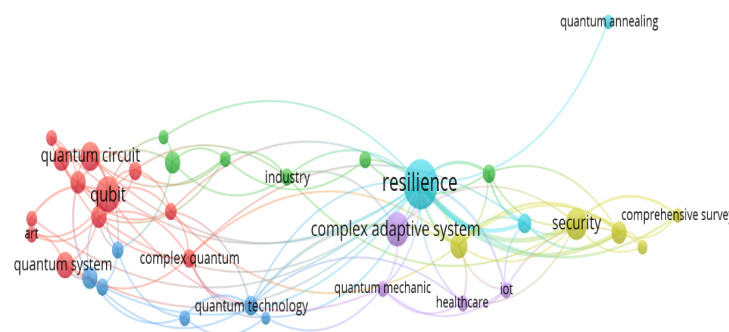 quantum annealing
quantum circuit
industry
resilience
qubit
comprehensive surve
security
art
complex adaptive system
quantum system
complex quantum
quantum mechanic
iot
healthcare
quantum technology